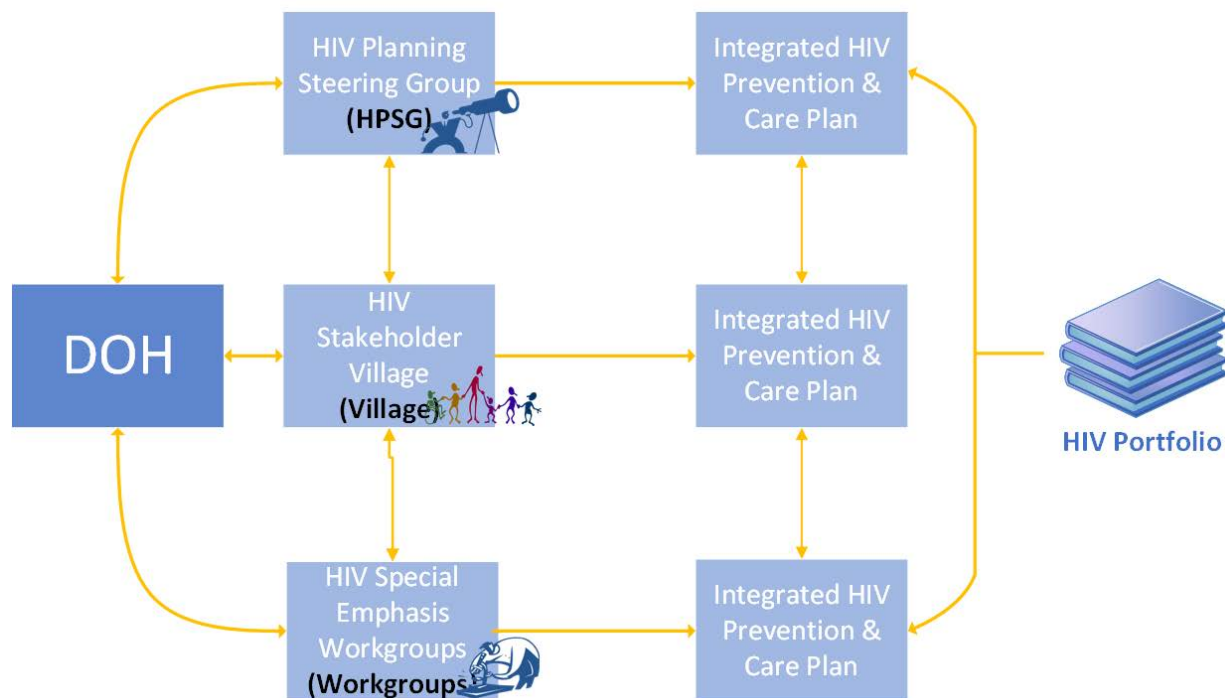 HIV Planning
Steering Group
(HPSG)
Integrated HIV
Prevention &
Care Plan
DOH
HIV
Stakeholder
Village
(Village)
Integrated HIV
Prevention &
Care Plan
HIV Portfolio
HIV Special
Emphasis
Workgroups
(Workgroups
Integrated HIV
Prevention &
Care Plan